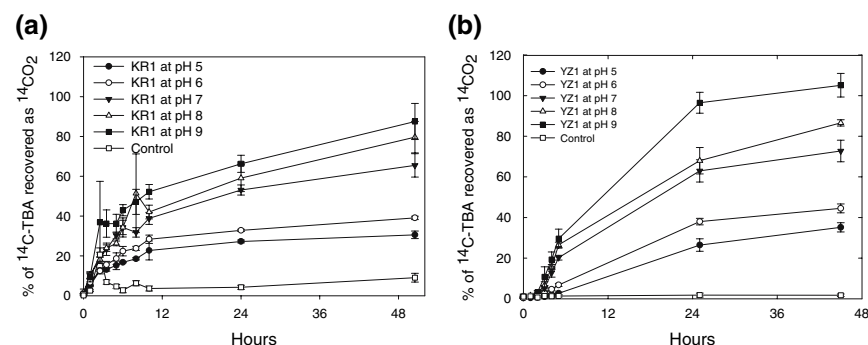 (a)
% of ¹⁴C-TBA recovered as ¹⁴CO₂
120
100
80
60
40
20
0
KR1 at pH 5
KR1 at pH 6
KR1 at pH 7
KR1 at pH 8
KR1 at pH 9
Control
0
12
24
36
48
Hours
(b)
% of ¹⁴C-TBA recovered as ¹⁴CO₂
120
100
80
60
40
20
0
YZ1 at pH 5
YZ1 at pH 6
YZ1 at pH 7
YZ1 at pH 8
YZ1 at pH 9
Control
0
12
24
36
48
Hours